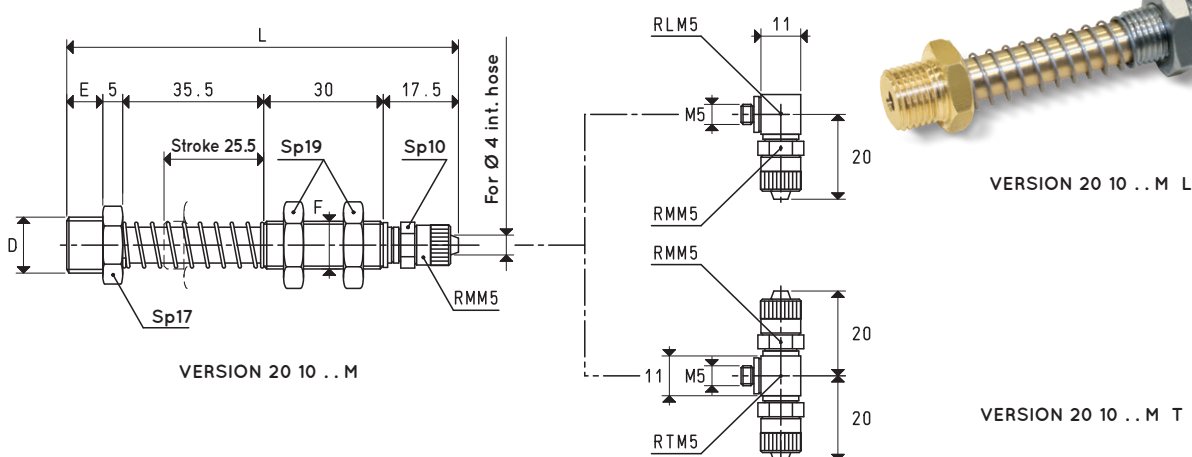 L
E
5
35.5
30
17.5
Stroke 25.5
Sp19
Sp10
For Ø 4 int. hose
D
F
Sp17
RMM5
VERSION 20 10 . . M
RLM5
11
M5
20
RMM5
VERSION 20 10 . . M L
RMM5
20
11
M5
20
RTM5
VERSION 20 10 . . M T